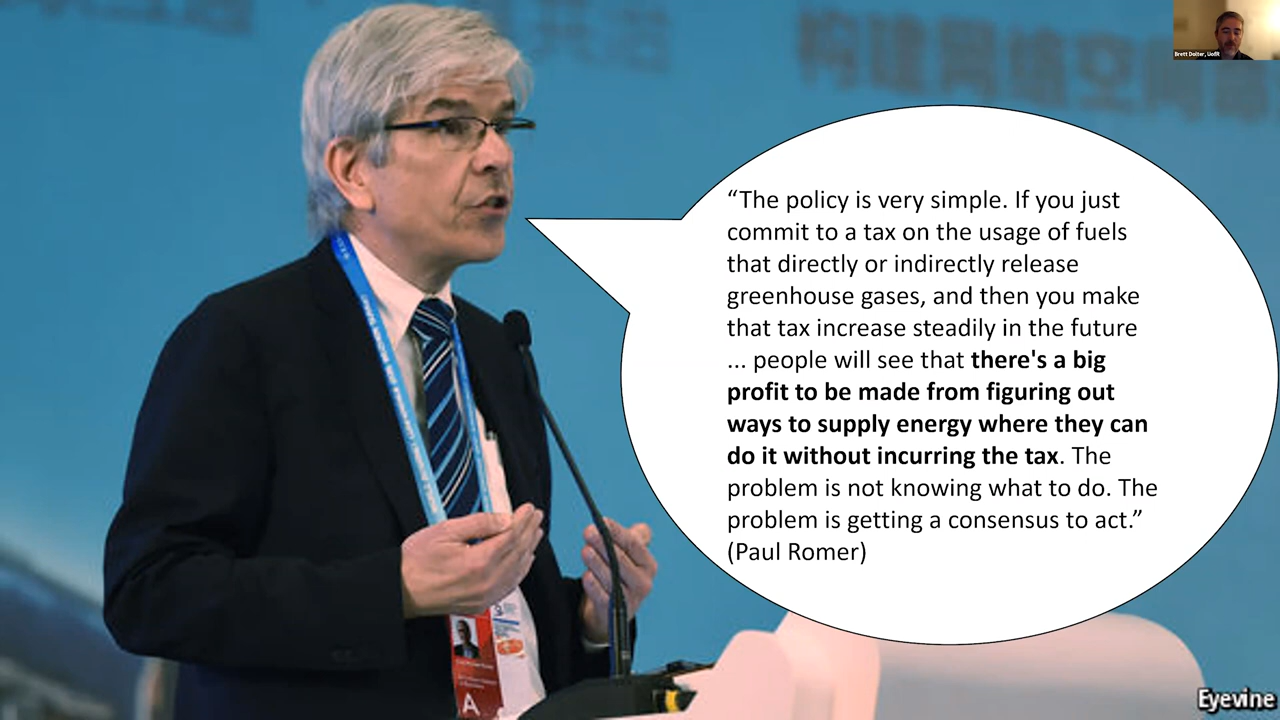 Brett Dolter, UofR
“The policy is very simple. If you just
commit to a tax on the usage of fuels
that directly or indirectly release
greenhouse gases, and then you make
that tax increase steadily in the future
... people will see that there's a big
profit to be made from figuring out
ways to supply energy where they can
do it without incurring the tax. The
problem is not knowing what to do. The
problem is getting a consensus to act.”
(Paul Romer)
A
Eyevine